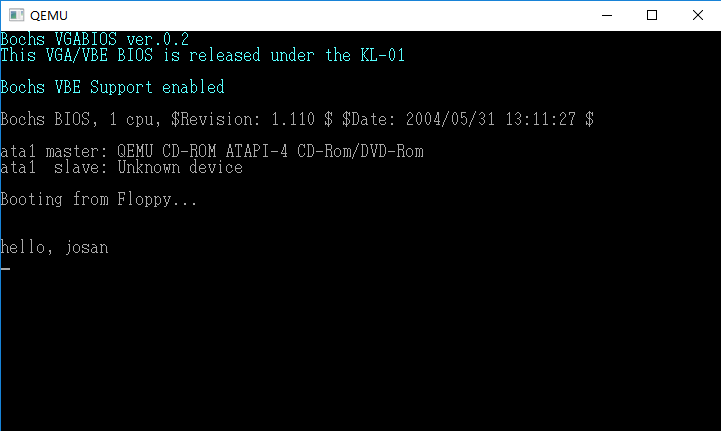 QEMU
Bochs VGABIOS ver.0.2
This VGA/VBE BIOS is released under the KL-01
Bochs VBE Support enabled
Bochs BIOS, 1 cpu, $Revision: 1.110 $ $Date: 2004/05/31 13:11:27 $
ata1 master: QEMU CD-ROM ATAPI-4 CD-Rom/DVD-Rom
ata1  slave: Unknown device
Booting from Floppy...
hello, josan